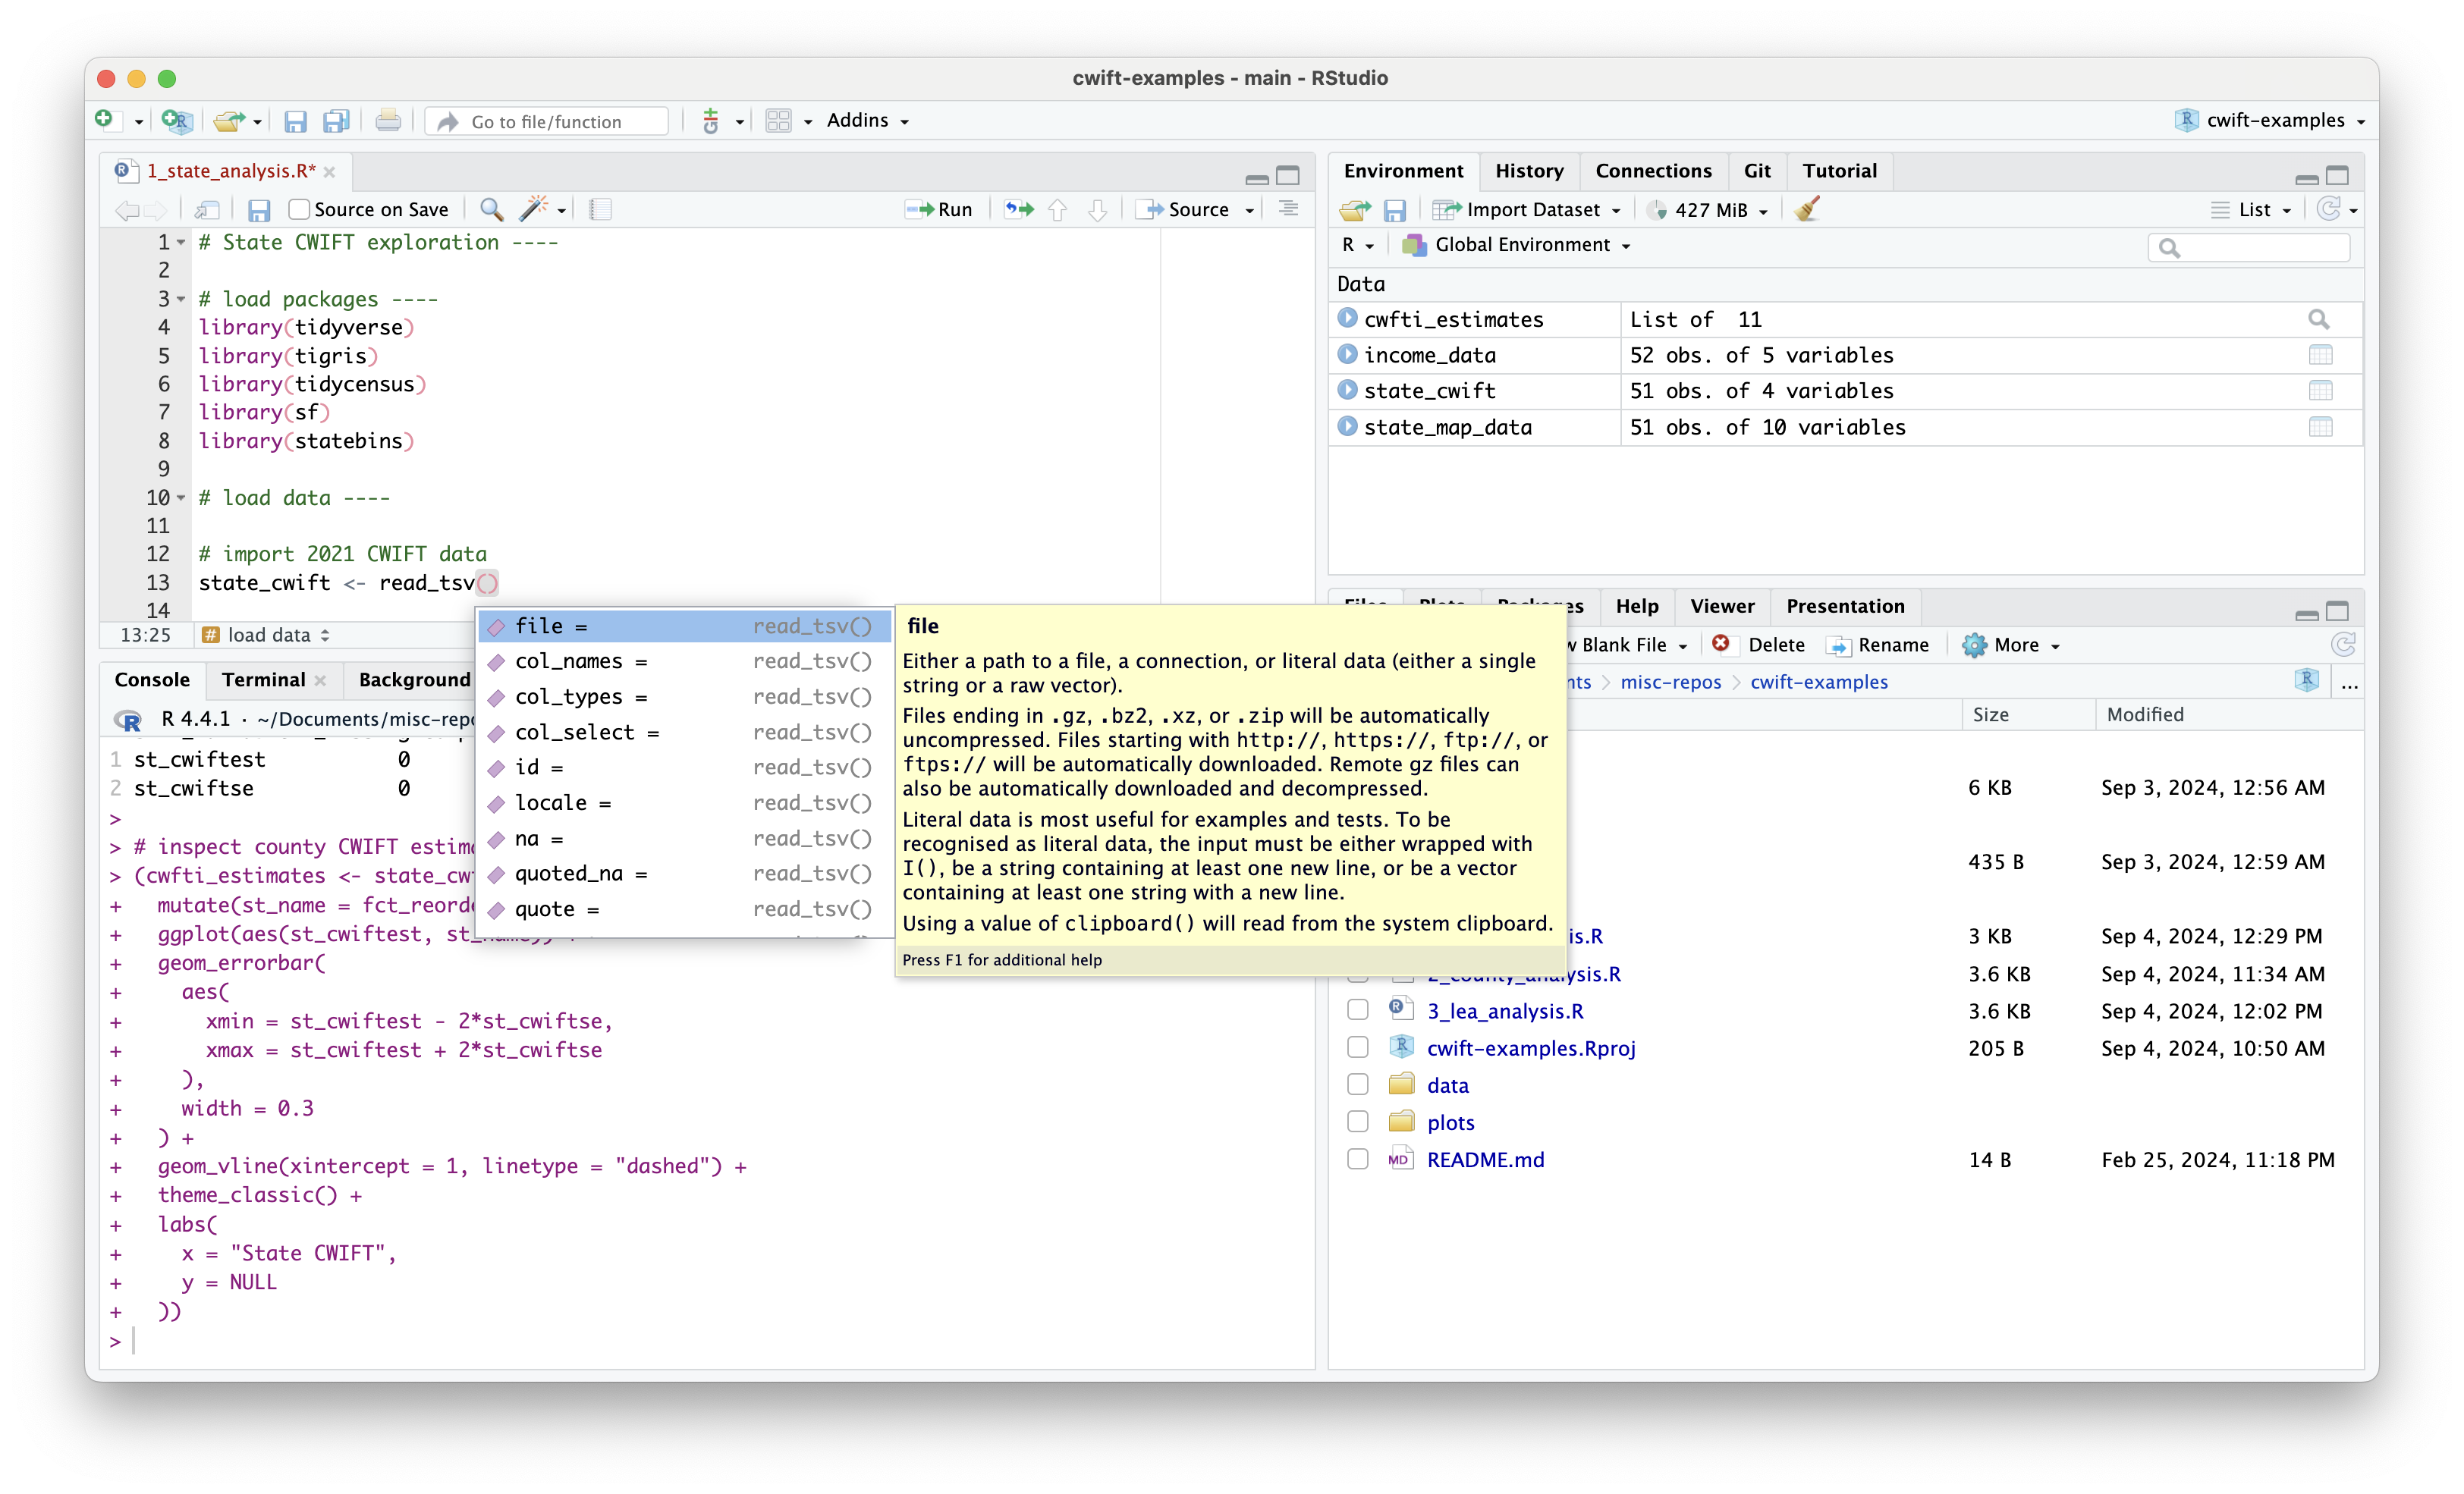 cwift-examples - main - RStudio
Go to file/function
Addins
cwift-examples
1_state_analysis.R*
Source on Save
Run
Source
1 # State CWIFT exploration ----
2
3 # load packages ----
4 library(tidyverse)
5 library(tigris)
6 library(tidycensus)
7 library(sf)
8 library(statebins)
9
10 # load data ----
11
12 # import 2021 CWIFT data
13 state_cwift <- read_tsv()
14
13:25 # load data
file = read_tsv()
col_names = read_tsv()
col_types = read_tsv()
col_select = read_tsv()
id = read_tsv()
locale = read_tsv()
na = read_tsv()
quoted_na = read_tsv()
quote = read_tsv()
file
Either a path to a file, a connection, or literal data (either a single
string or a raw vector).
Files ending in .gz, .bz2, .xz, or .zip will be automatically
uncompressed. Files starting with http://, https://, ftp://, or
ftps:// will be automatically downloaded. Remote gz files can
also be automatically downloaded and decompressed.
Literal data is most useful for examples and tests. To be
recognised as literal data, the input must be either wrapped with
I(), be a string containing at least one new line, or be a vector
containing at least one string with a new line.
Using a value of clipboard() will read from the system clipboard.
Press F1 for additional help
Console Terminal Background
R 4.4.1 · ~/Documents/misc-repo
1 st_cwiftest 0
2 st_cwiftse 0
>
> # inspect county CWIFT estim
> (cwfti_estimates <- state_cw
+ mutate(st_name = fct_reord
+ ggplot(aes(st_cwiftest, st_name)) +
+ geom_errorbar(
+ aes(
+ xmin = st_cwiftest - 2*st_cwiftse,
+ xmax = st_cwiftest + 2*st_cwiftse
+ ),
+ width = 0.3
+ ) +
+ geom_vline(xintercept = 1, linetype = "dashed") +
+ theme_classic() +
+ labs(
+ x = "State CWIFT",
+ y = NULL
+ ))
>
Environment History Connections Git Tutorial
Import Dataset 427 MiB List
R Global Environment
Data
cwfti_estimates List of 11
income_data 52 obs. of 5 variables
state_cwift 51 obs. of 4 variables
state_map_data 51 obs. of 10 variables
Files Plots Packages Help Viewer Presentation
w Blank File Delete Rename More
nts misc-repos cwift-examples ...
Size Modified
6 KB Sep 3, 2024, 12:56 AM
435 B Sep 3, 2024, 12:59 AM
is.R 3 KB Sep 4, 2024, 12:29 PM
2_county_analysis.R 3.6 KB Sep 4, 2024, 11:34 AM
3_lea_analysis.R 3.6 KB Sep 4, 2024, 12:02 PM
cwift-examples.Rproj 205 B Sep 4, 2024, 10:50 AM
data
plots
MD README.md 14 B Feb 25, 2024, 11:18 PM